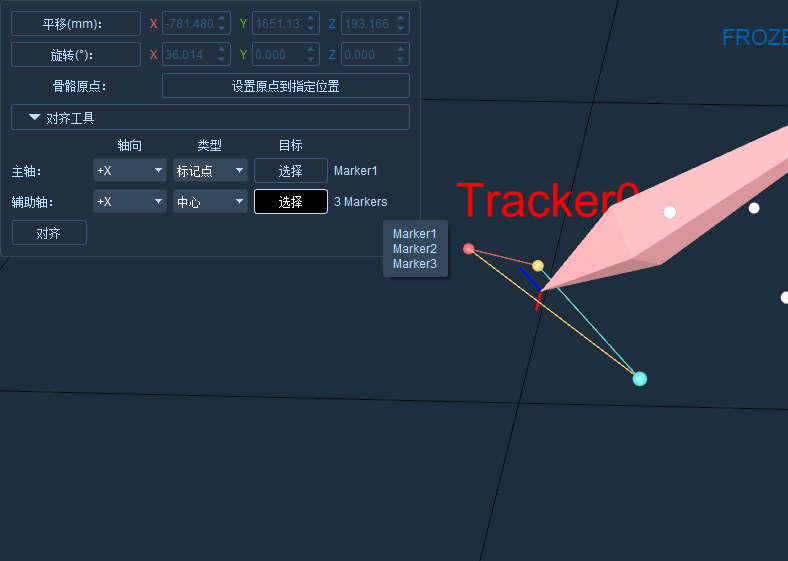 平移(mm): X -781.480 Y 1651.13 Z 193.166
旋转(°): X 36.014 Y 0.000 Z 0.000
骨骼原点: 设置原点到指定位置
对齐工具
轴向 类型 目标
主轴: +X 标记点 选择 Marker1
辅助轴: +X 中心 选择 3 Markers
对齐
Marker1
Marker2
Marker3
Tracker0
FROZE